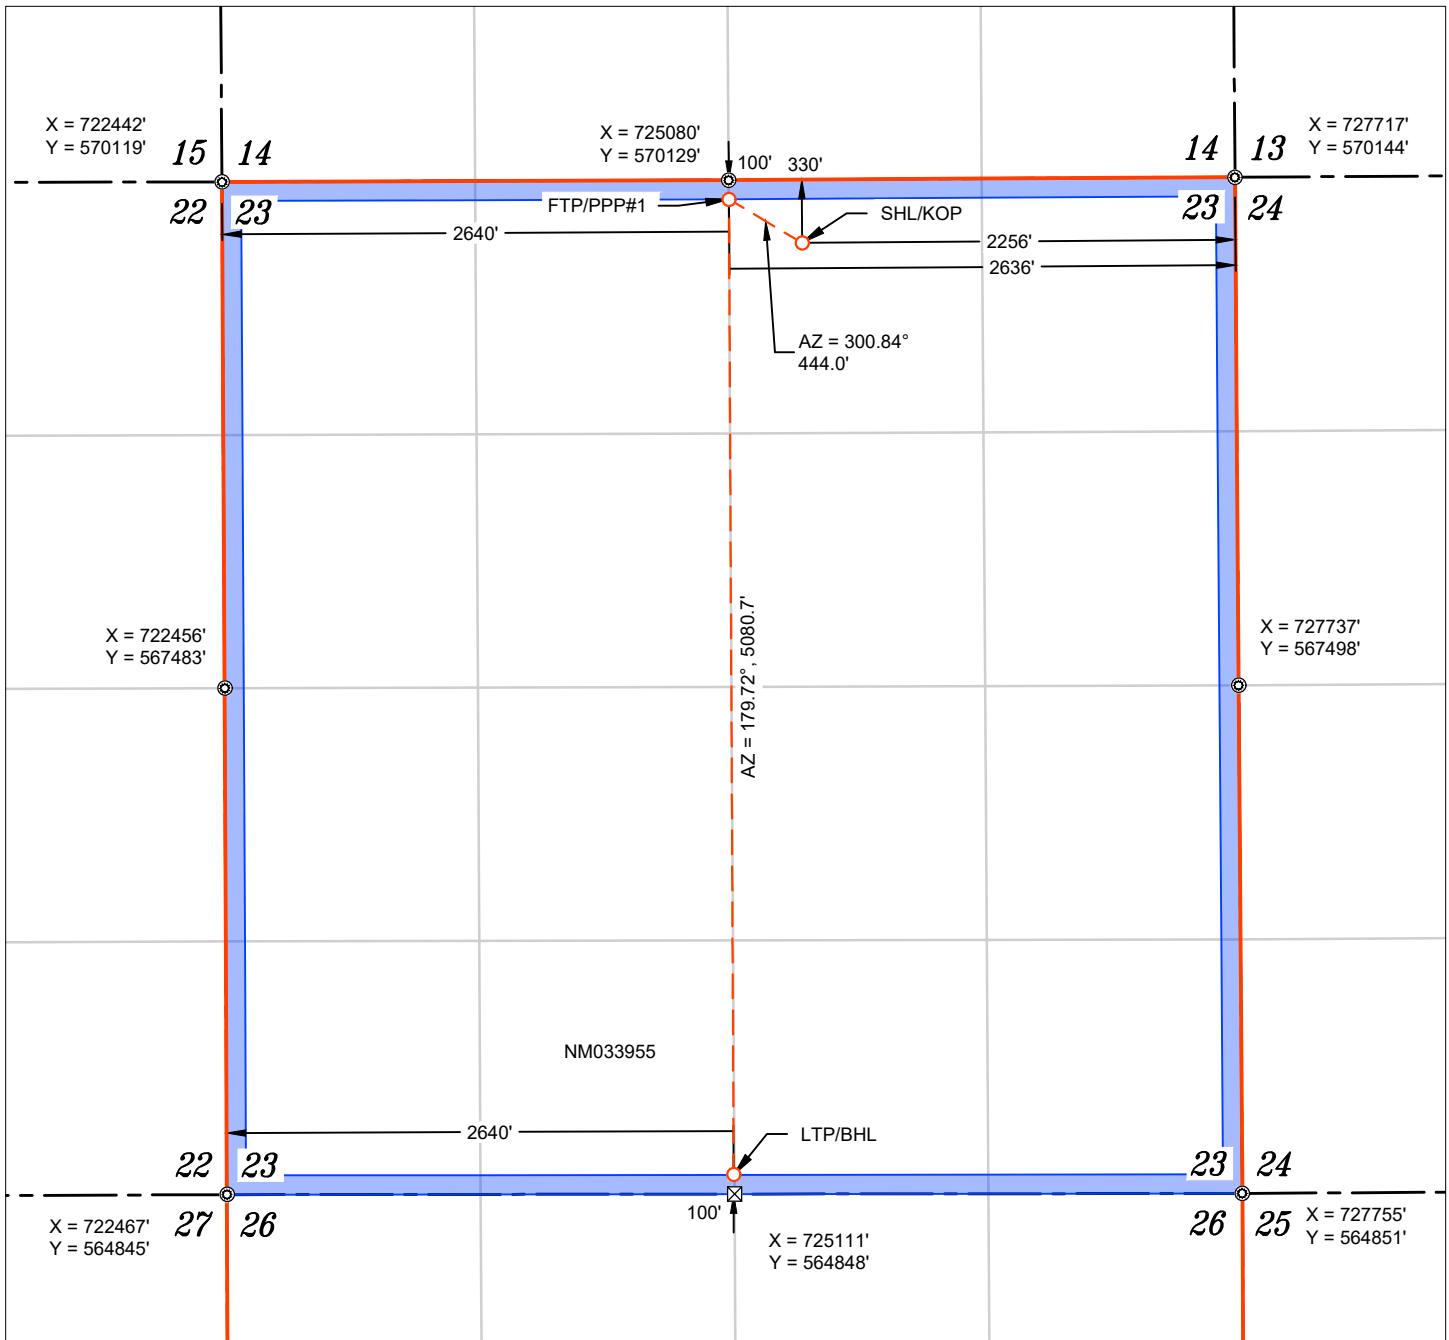 X = 722442'
Y = 570119'
X = 725080'
Y = 570129'
X = 727717'
Y = 570144'
15 14
14 13
100' 330'
22 23
FTP/PPP#1
SHL/KOP
23 24
2640'
2256'
2636'
AZ = 300.84°
444.0'
X = 722456'
Y = 567483'
X = 727737'
Y = 567498'
AZ = 179.72°, 5080.7'
NM033955
2640'
LTP/BHL
22 23
23 24
27 26
26 25
100'
X = 722467'
Y = 564845'
X = 725111'
Y = 564848'
X = 727755'
Y = 564851'